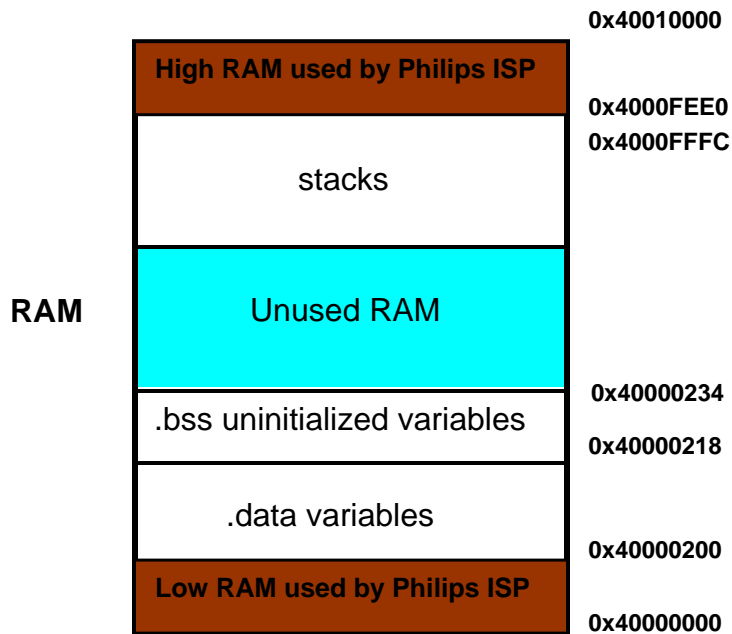 0x40010000
High RAM used by Philips ISP
0x4000FEE0
0x4000FFFC
stacks
RAM
Unused RAM
0x40000234
.bss uninitialized variables
0x40000218
.data variables
0x40000200
Low RAM used by Philips ISP
0x40000000